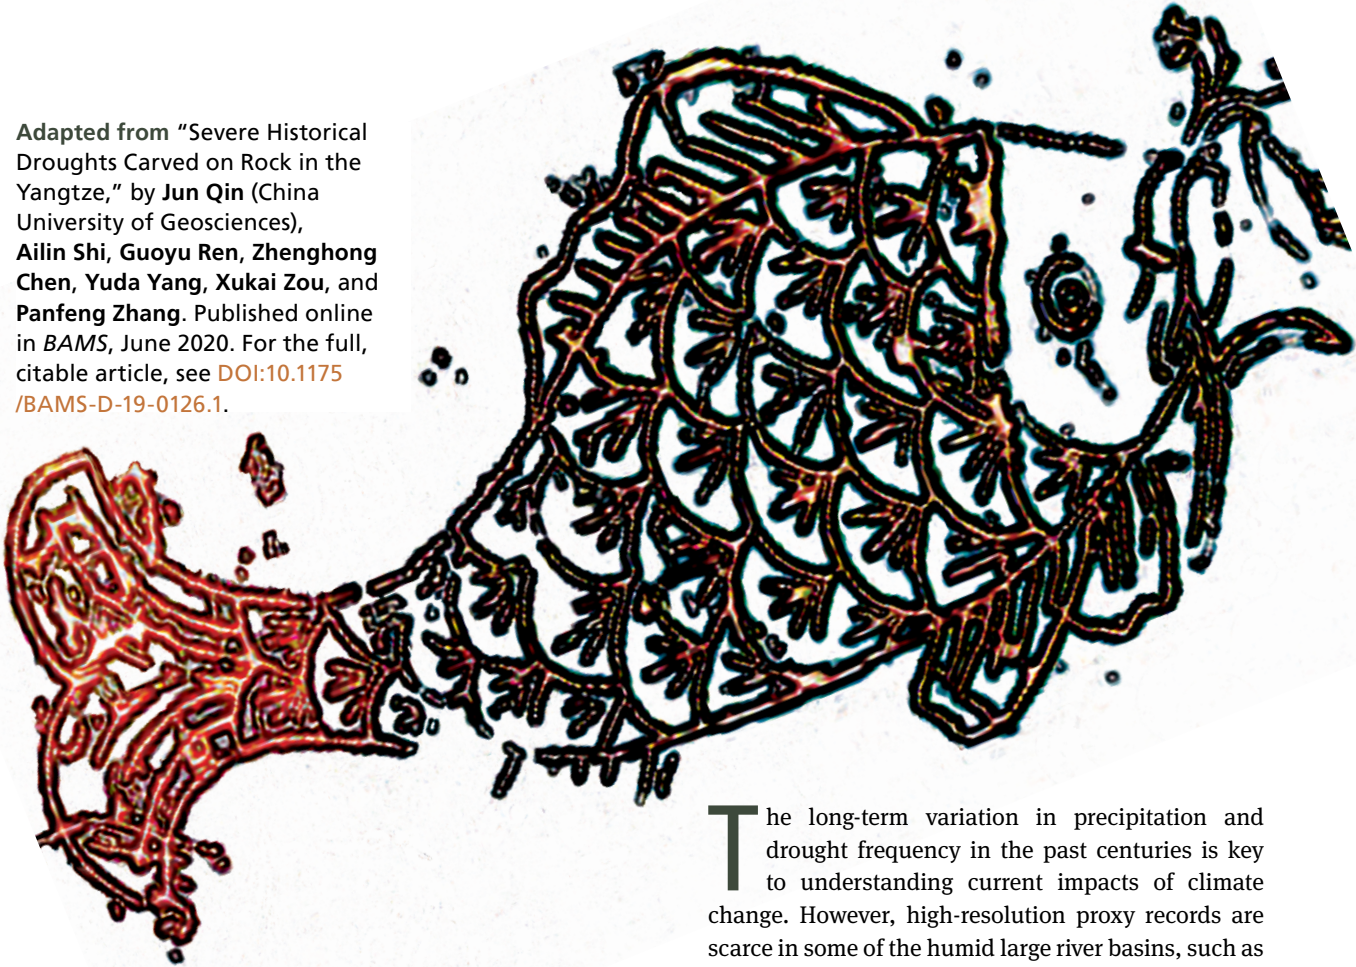 Adapted from “Severe Historical
Droughts Carved on Rock in the
Yangtze,” by Jun Qin (China
University of Geosciences),
Ailin Shi, Guoyu Ren, Zhenghong
Chen, Yuda Yang, Xukai Zou, and
Panfeng Zhang. Published online
in BAMS, June 2020. For the full,
citable article, see DOI:10.1175
/BAMS-D-19-0126.1.
The long-term variation in precipitation and
drought frequency in the past centuries is key
to understanding current impacts of climate
change. However, high-resolution proxy records are
scarce in some of the humid large river basins, such as